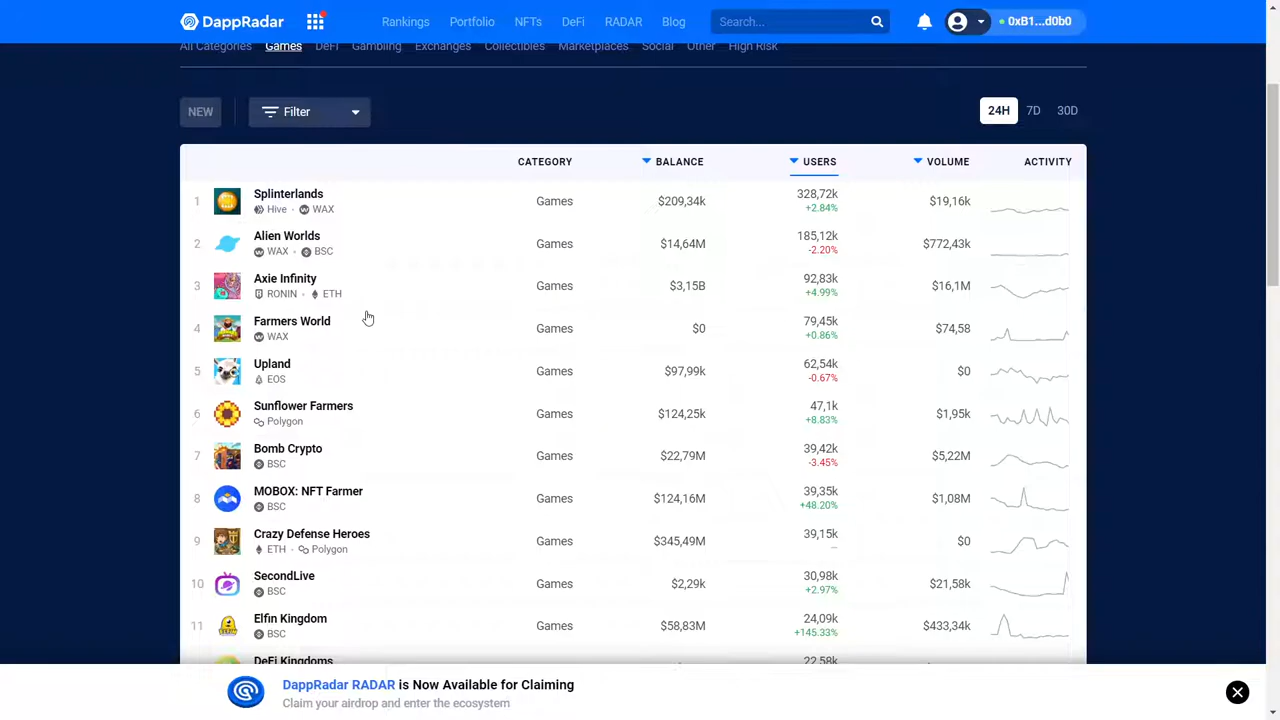 DappRadar Rankings Portfolio NFTs DeFi RADAR Blog Search... 0xB1...d0b0
All Categories Games DeFi Gambling Exchanges Collectibles Marketplaces Social Other High Risk
NEW Filter 24H 7D 30D
CATEGORY BALANCE USERS VOLUME ACTIVITY
1 Splinterlands Games $209,34k 328,72k $19,16k
Hive · WAX +2.84%
2 Alien Worlds Games $14,64M 185,12k $772,43k
WAX · BSC -2.20%
3 Axie Infinity Games $3,15B 92,83k $16,1M
RONIN · ETH +4.99%
4 Farmers World Games $0 79,45k $74,58
WAX +0.86%
5 Upland Games $97,99k 62,54k $0
EOS -0.67%
6 Sunflower Farmers Games $124,25k 47,1k $1,95k
Polygon +8.83%
7 Bomb Crypto Games $22,79M 39,42k $5,22M
BSC -3.45%
8 MOBOX: NFT Farmer Games $124,16M 39,35k $1,08M
BSC +48.20%
9 Crazy Defense Heroes Games $345,49M 39,15k $0
ETH · Polygon –
10 SecondLive Games $2,29k 30,98k $21,58k
BSC +2.97%
11 Elfin Kingdom Games $58,83M 24,09k $433,34k
BSC +145.33%
DeFi Kingdoms 22,58k
DappRadar RADAR is Now Available for Claiming
Claim your airdrop and enter the ecosystem